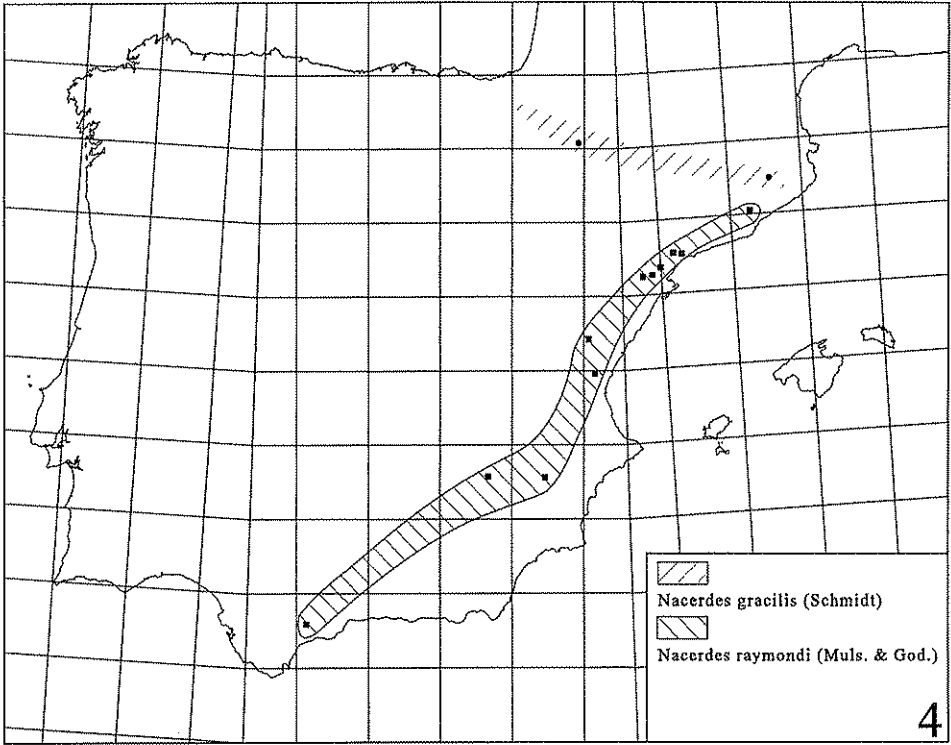 Nacerdes gracilis (Schmidt)
Nacerdes raymondi (Muls. & God.)
4